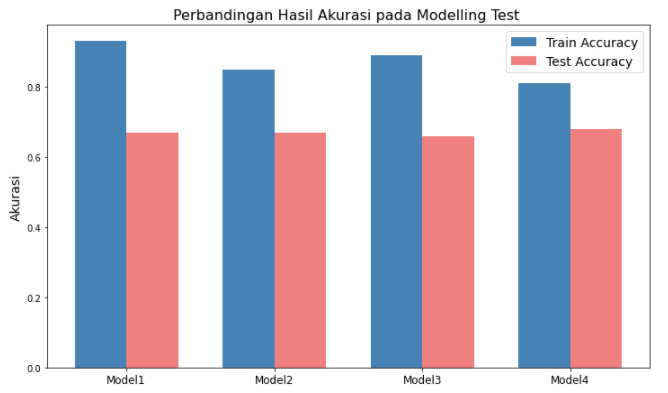 Perbandingan Hasil Akurasi pada Modelling Test
Train Accuracy
Test Accuracy
Akurasi
0.8
0.6
0.4
0.2
0.0
Model1 Model2 Model3 Model4